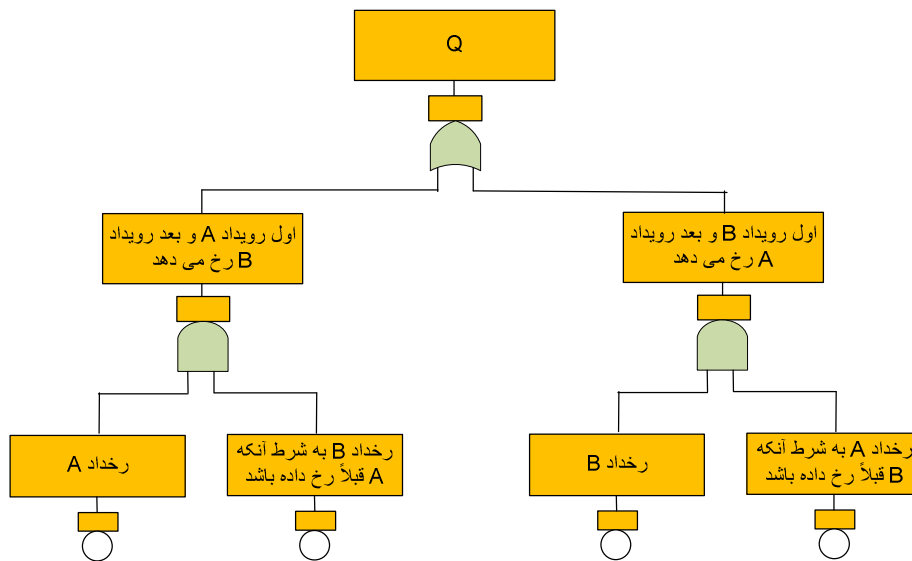 Q
اول رویداد A و بعد رویداد
B رخ می دهد
اول رویداد B و بعد رویداد
A رخ می دهد
رخداد A
رخداد B به شرط آنکه
A قبلاً رخ داده باشد
رخداد B
رخداد A به شرط آنکه
B قبلاً رخ داده باشد